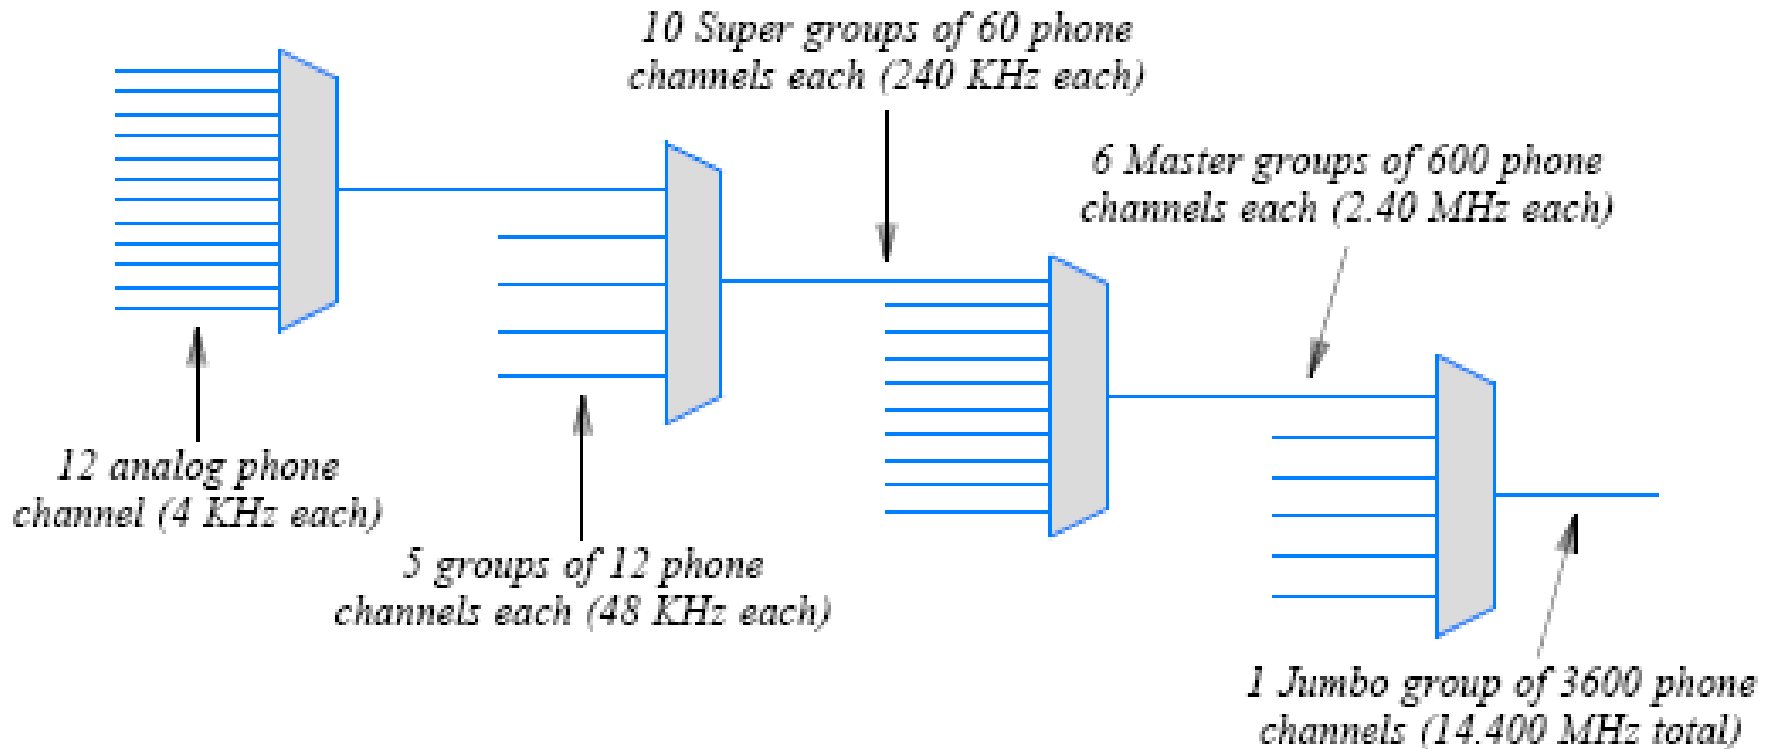 10 Super groups of 60 phone
channels each (240 KHz each)
6 Master groups of 600 phone
channels each (2.40 MHz each)
12 analog phone
channel (4 KHz each)
5 groups of 12 phone
channels each (48 KHz each)
1 Jumbo group of 3600 phone
channels (14.400 MHz total)